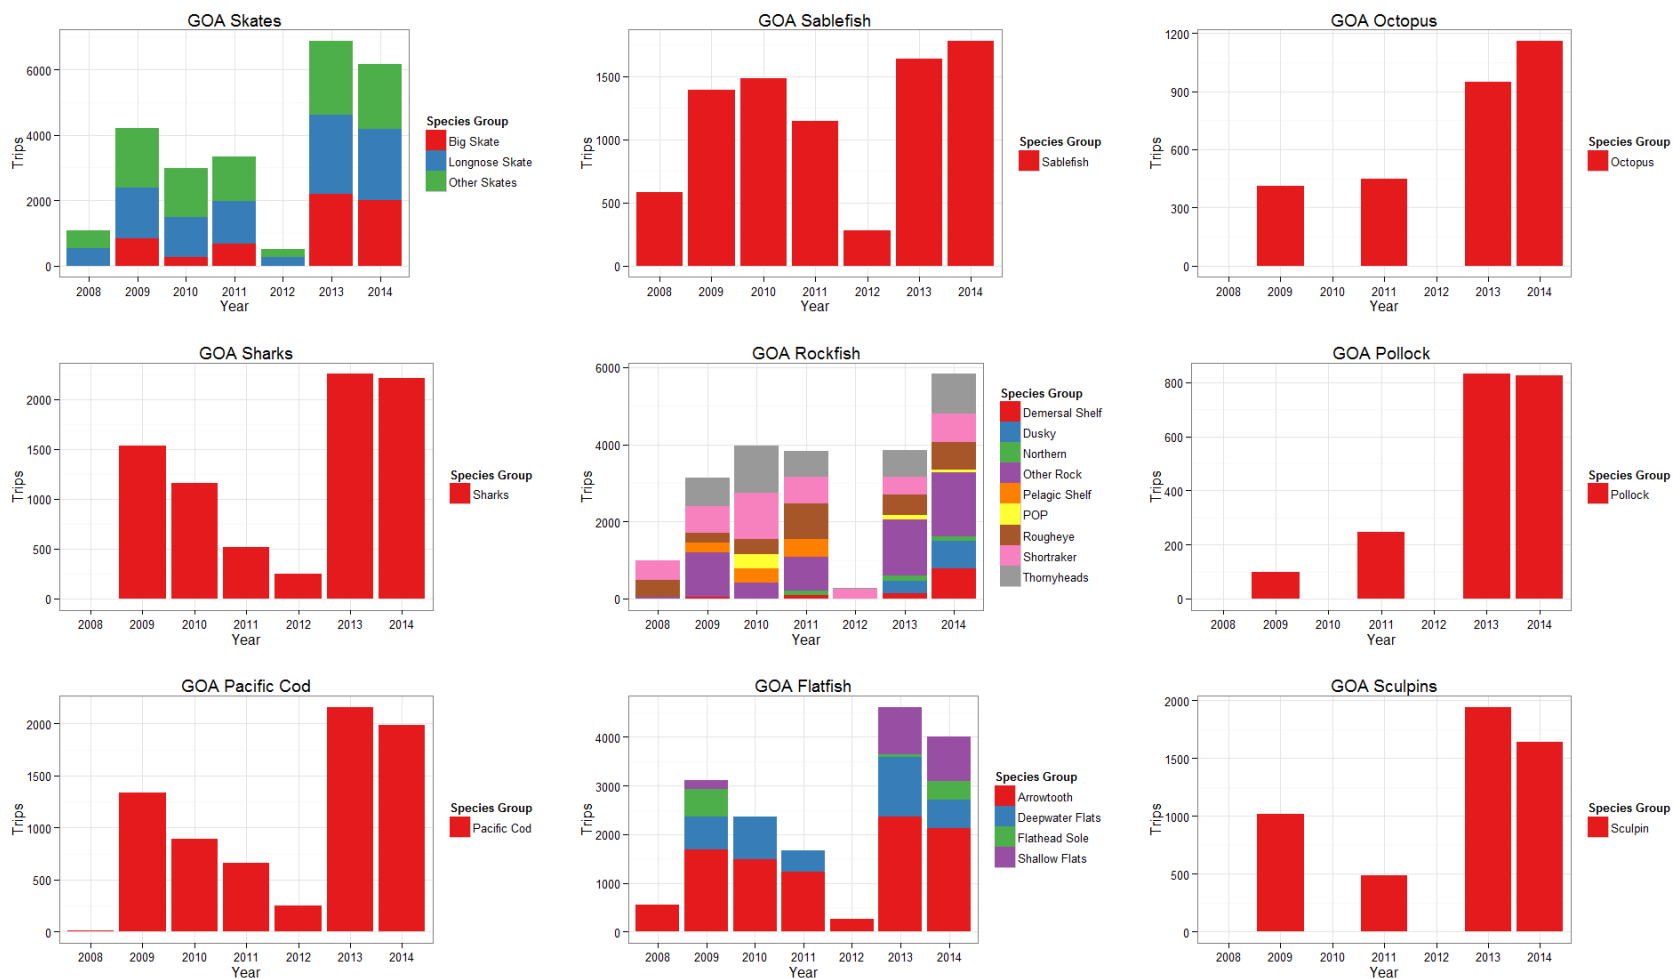 GOA Skates
6000
4000
2000
0
Trips
2008 2009 2010 2011 2012 2013 2014
Year
Species Group
Big Skate
Longnose Skate
Other Skates
GOA Sablefish
1500
1000
500
0
Trips
2008 2009 2010 2011 2012 2013 2014
Year
Species Group
Sablefish
GOA Octopus
1200
900
600
300
0
Trips
2008 2009 2010 2011 2012 2013 2014
Year
Species Group
Octopus
GOA Sharks
2000
1500
1000
500
0
Trips
2008 2009 2010 2011 2012 2013 2014
Year
Species Group
Sharks
GOA Rockfish
6000
4000
2000
0
Trips
2008 2009 2010 2011 2012 2013 2014
Year
Species Group
Demersal Shelf
Dusky
Northern
Other Rock
Pelagic Shelf
POP
Rougheye
Shortraker
Thornyheads
GOA Pollock
800
600
400
200
0
Trips
2008 2009 2010 2011 2012 2013 2014
Year
Species Group
Pollock
GOA Pacific Cod
2000
1500
1000
500
0
Trips
2008 2009 2010 2011 2012 2013 2014
Year
Species Group
Pacific Cod
GOA Flatfish
4000
3000
2000
1000
0
Trips
2008 2009 2010 2011 2012 2013 2014
Year
Species Group
Arrowtooth
Deepwater Flats
Flathead Sole
Shallow Flats
GOA Sculpins
2000
1500
1000
500
0
Trips
2008 2009 2010 2011 2012 2013 2014
Year
Species Group
Sculpin